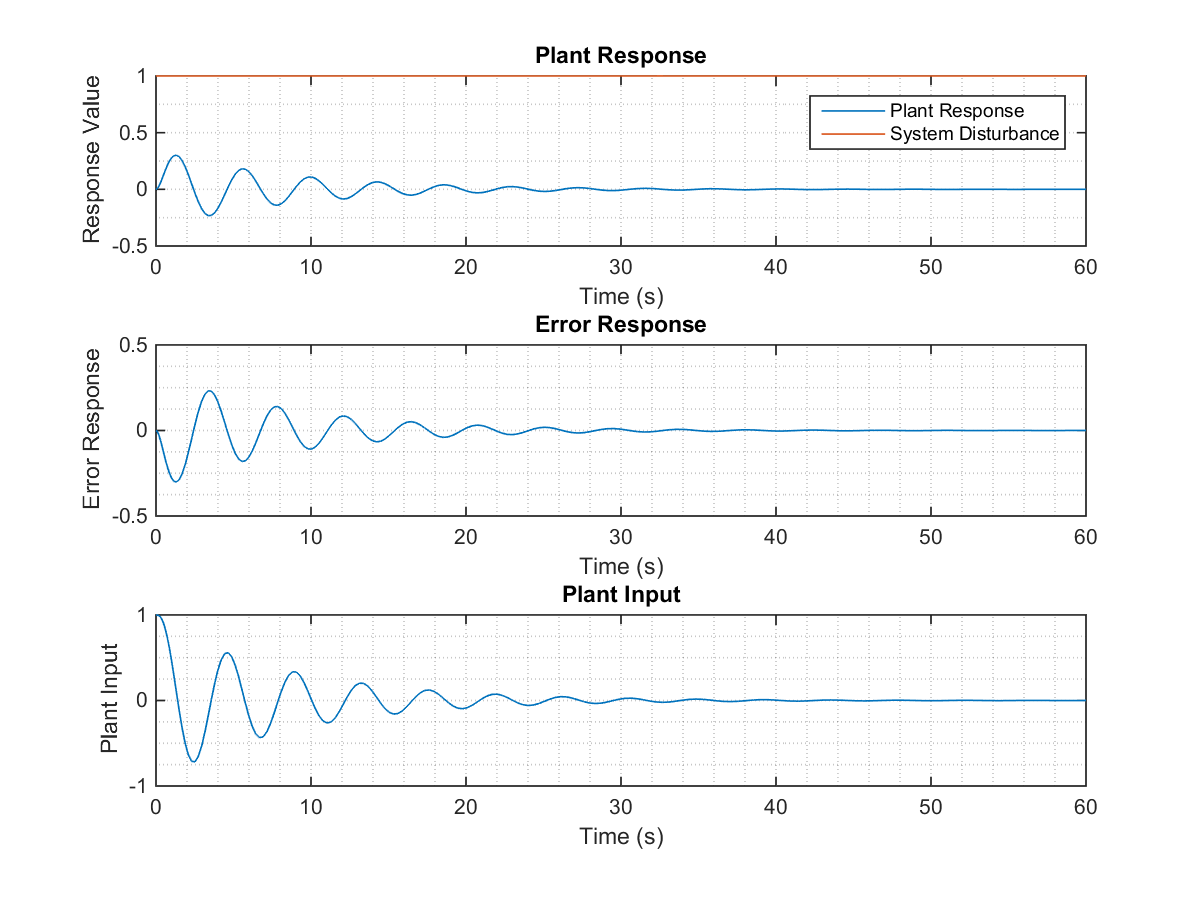 Plant Response
Response Value
1
0.5
0
-0.5
Plant Response
System Disturbance
0 10 20 30 40 50 60
Time (s)
Error Response
Error Response
0.5
0
-0.5
0 10 20 30 40 50 60
Time (s)
Plant Input
Plant Input
1
0
-1
0 10 20 30 40 50 60
Time (s)